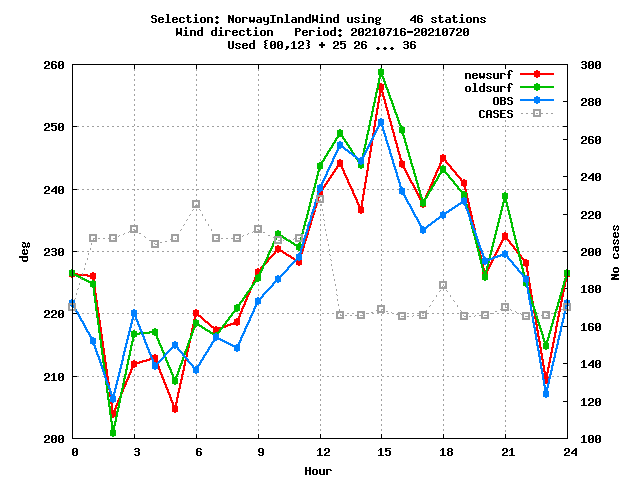 Selection: NorwayInlandWind using    46 stations
Wind direction   Period: 20210716-20210720
Used {00,12} + 25 26 ... 36
260 300
newsurf
oldsurf
OBS
CASES
280
250
260
240
240
220
deg
No cases
230 200
180
220
160
210
140
120
200 100
0 3 6 9 12 15 18 21 24
Hour